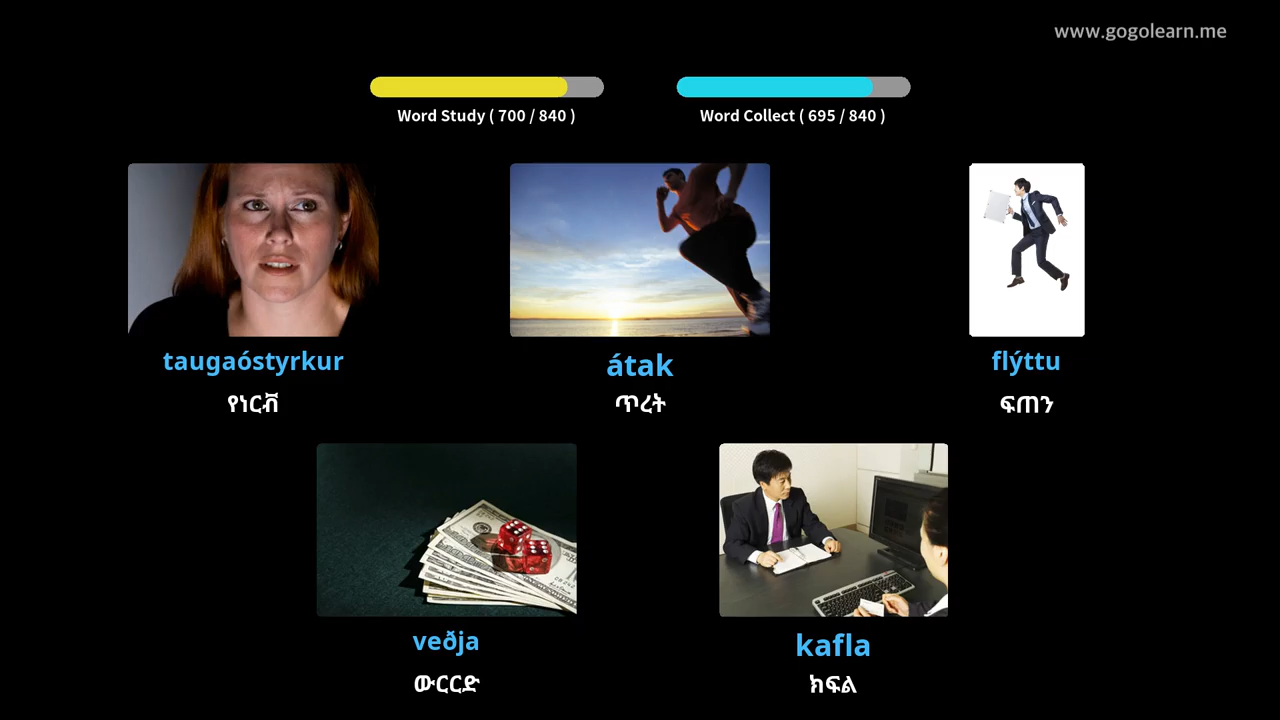 www.gogolearn.me
Word Study ( 700 / 840 )
Word Collect ( 695 / 840 )
taugaóstyrkur
átak
flýttu
የነርቭ
ጥረት
ፍጠን
veðja
kafla
ውርርድ
ክፍል